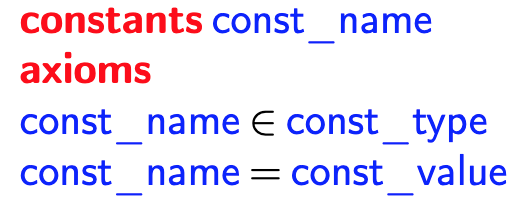 constants const_name
axioms
const_name ∈ const_type
const_name = const_value